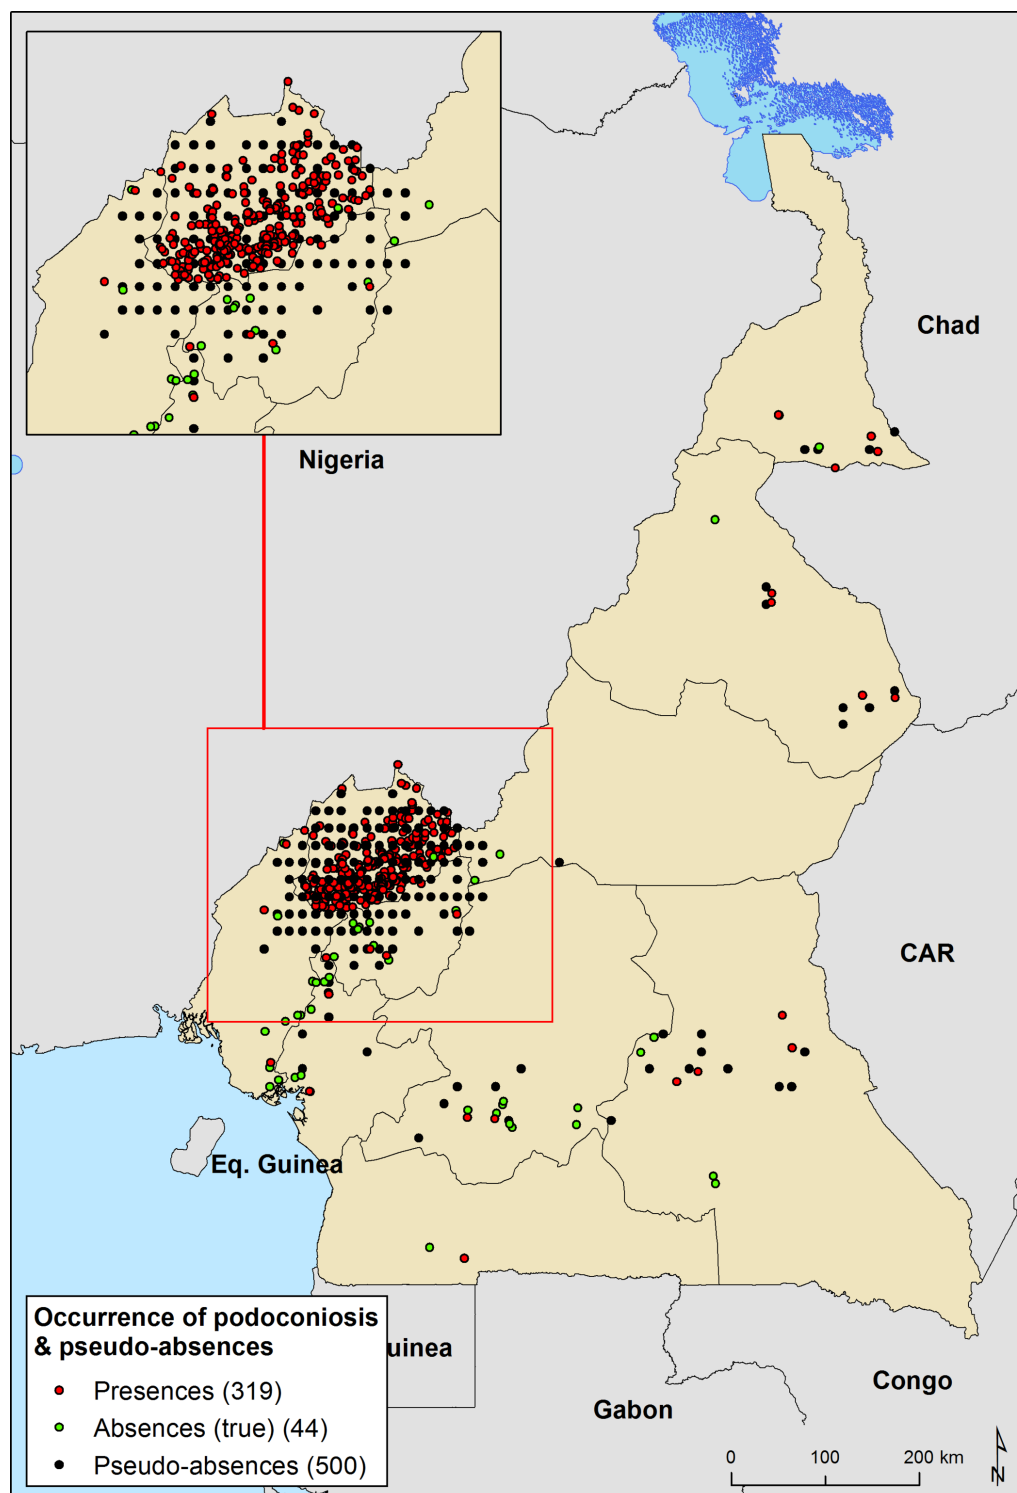 Nigeria
Chad
CAR
Eq. Guinea
uinea
Gabon
Congo
Occurrence of podoconiosis
& pseudo-absences
Presences (319)
Absences (true) (44)
Pseudo-absences (500)
0 100 200 km
N